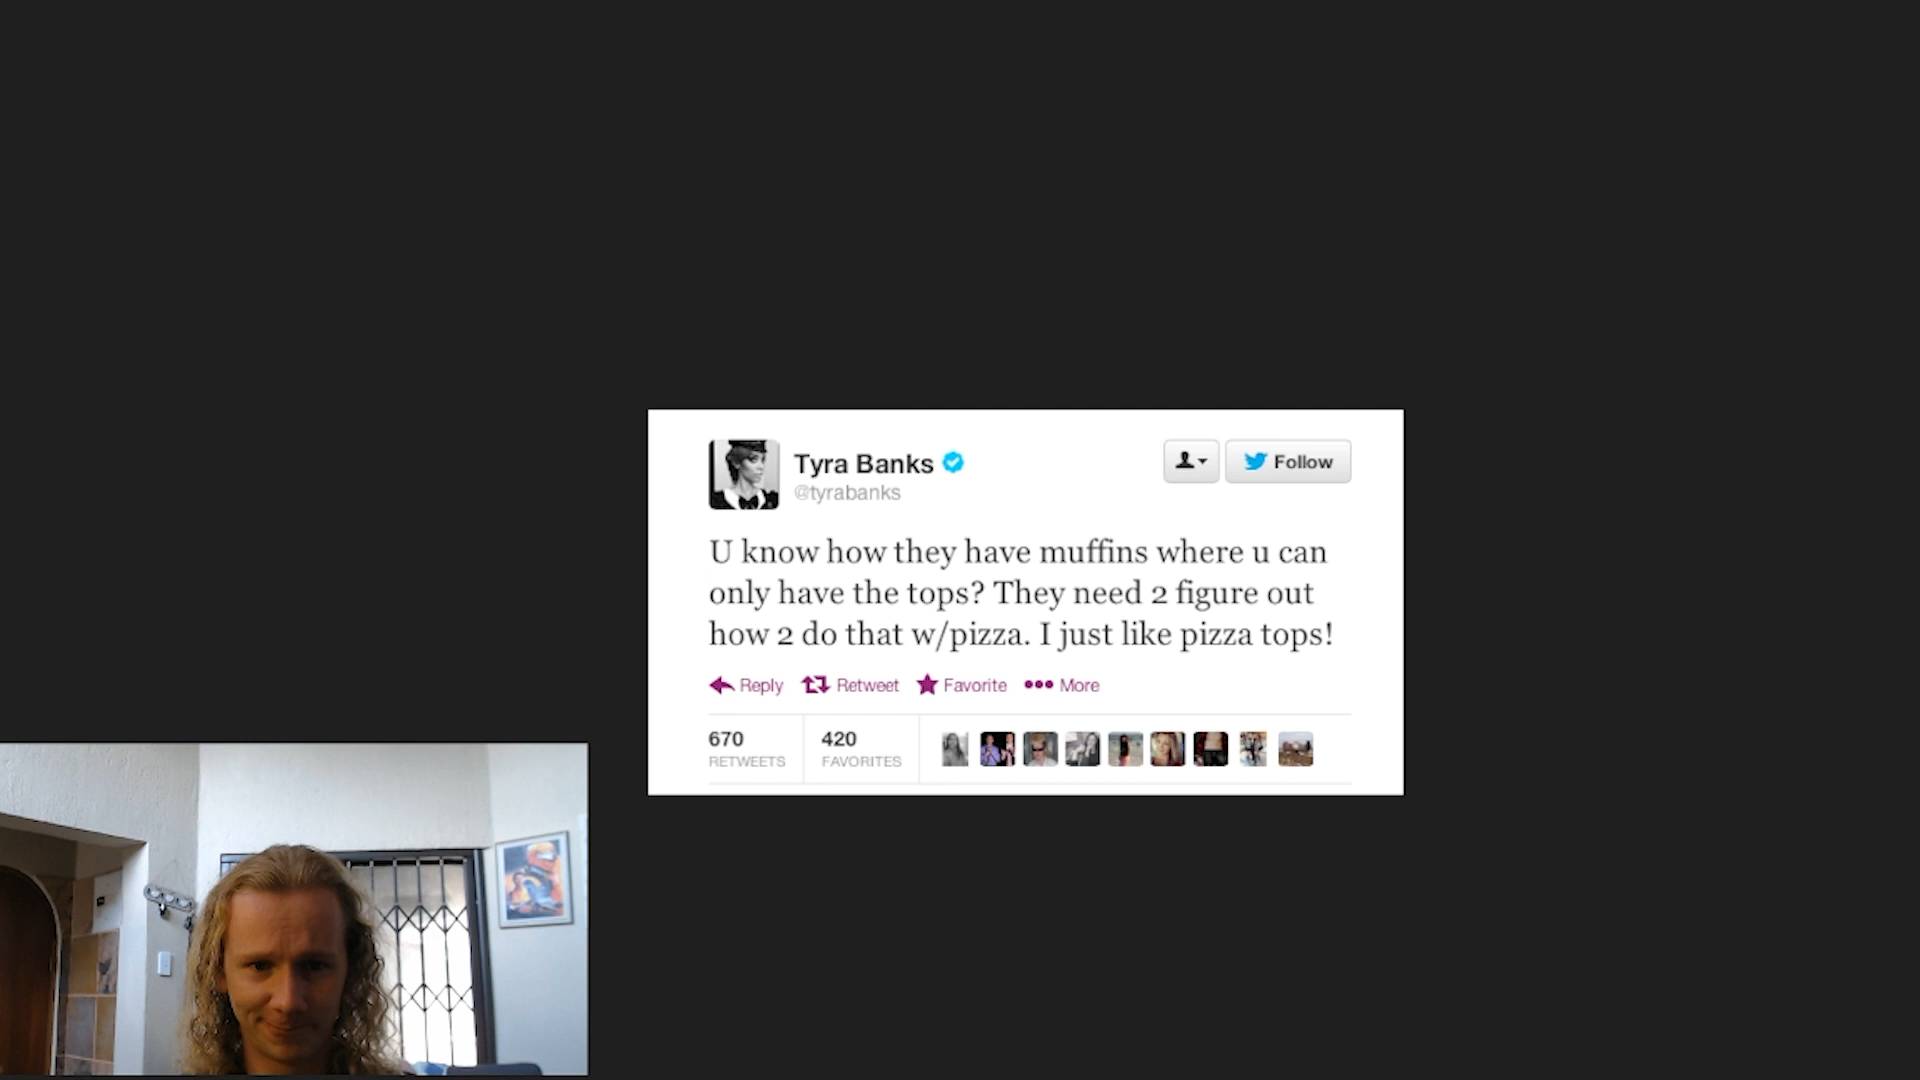 Tyra Banks
@tyrabanks
Follow
U know how they have muffins where u can
only have the tops? They need 2 figure out
how 2 do that w/pizza. I just like pizza tops!
Reply Retweet Favorite More
670 420
RETWEETS FAVORITES